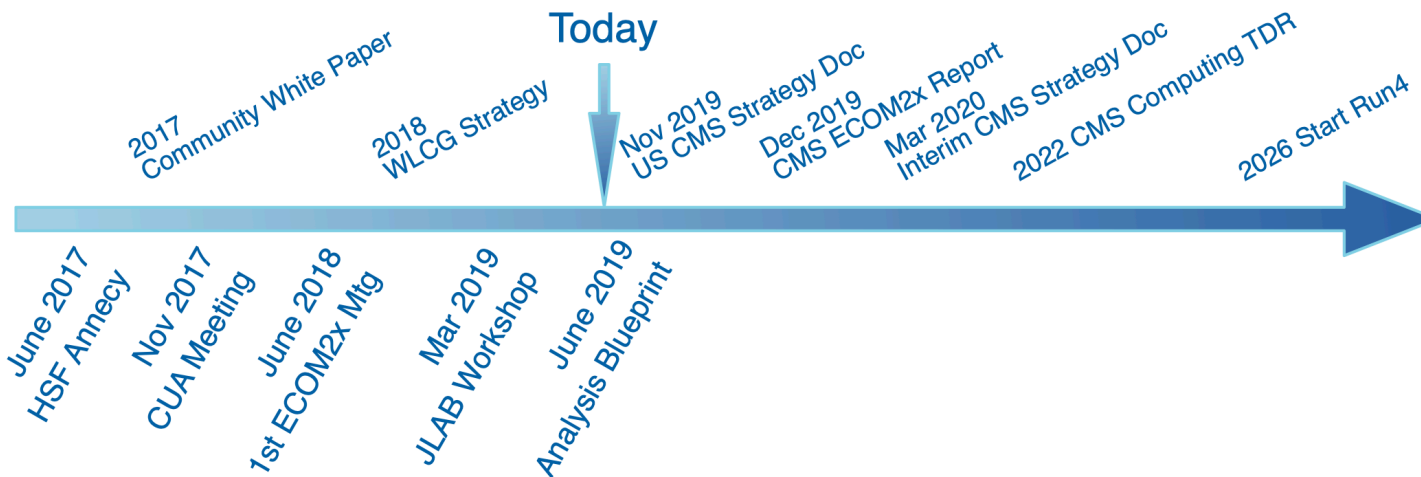 Today
2017
Community White Paper
2018
WLCG Strategy
Nov 2019
US CMS Strategy Doc
Dec 2019
CMS ECOM2x Report
Mar 2020
Interim CMS Strategy Doc
2022 CMS Computing TDR
2026 Start Run4
June 2017
HSF Annecy
Nov 2017
CUA Meeting
June 2018
1st ECOM2x Mtg
Mar 2019
JLAB Workshop
June 2019
Analysis Blueprint